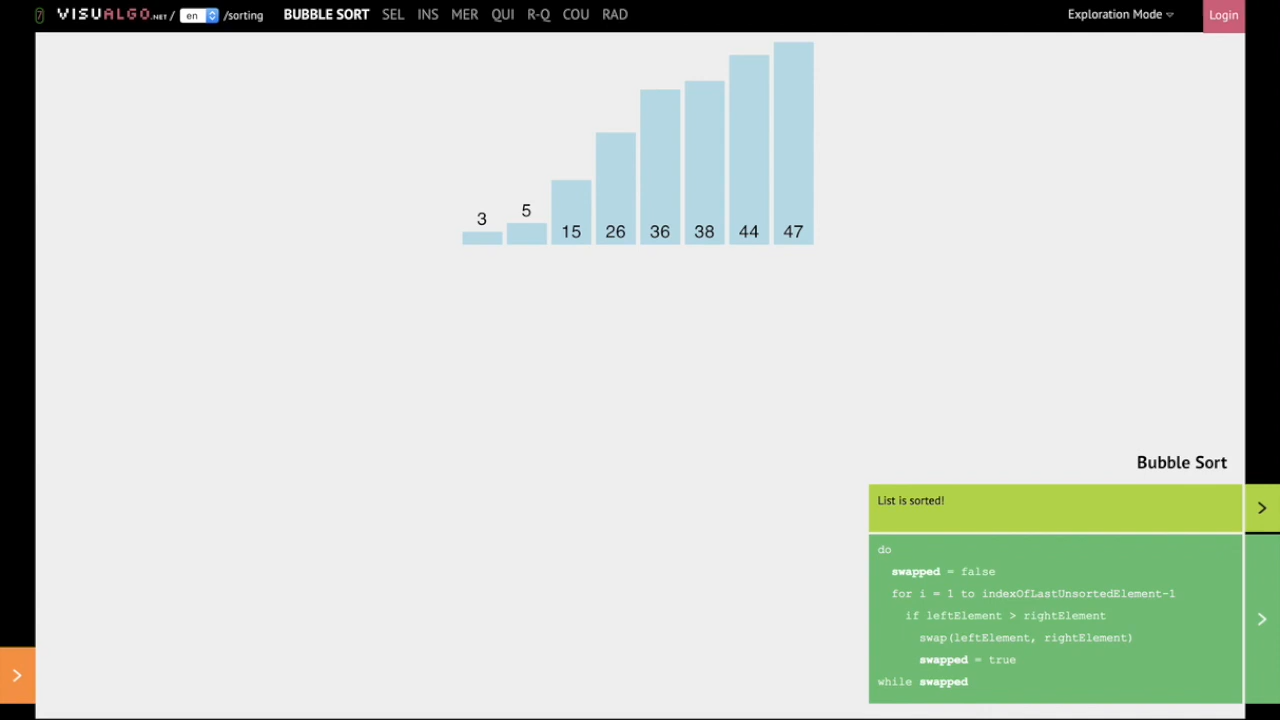 7 VISUALGO.NET/ en /sorting BUBBLE SORT SEL INS MER QUI R-Q COU RAD Exploration Mode Login
3 5 15 26 36 38 44 47
Bubble Sort
List is sorted!
do
swapped = false
for i = 1 to indexOfLastUnsortedElement-1
if leftElement > rightElement
swap(leftElement, rightElement)
swapped = true
while swapped